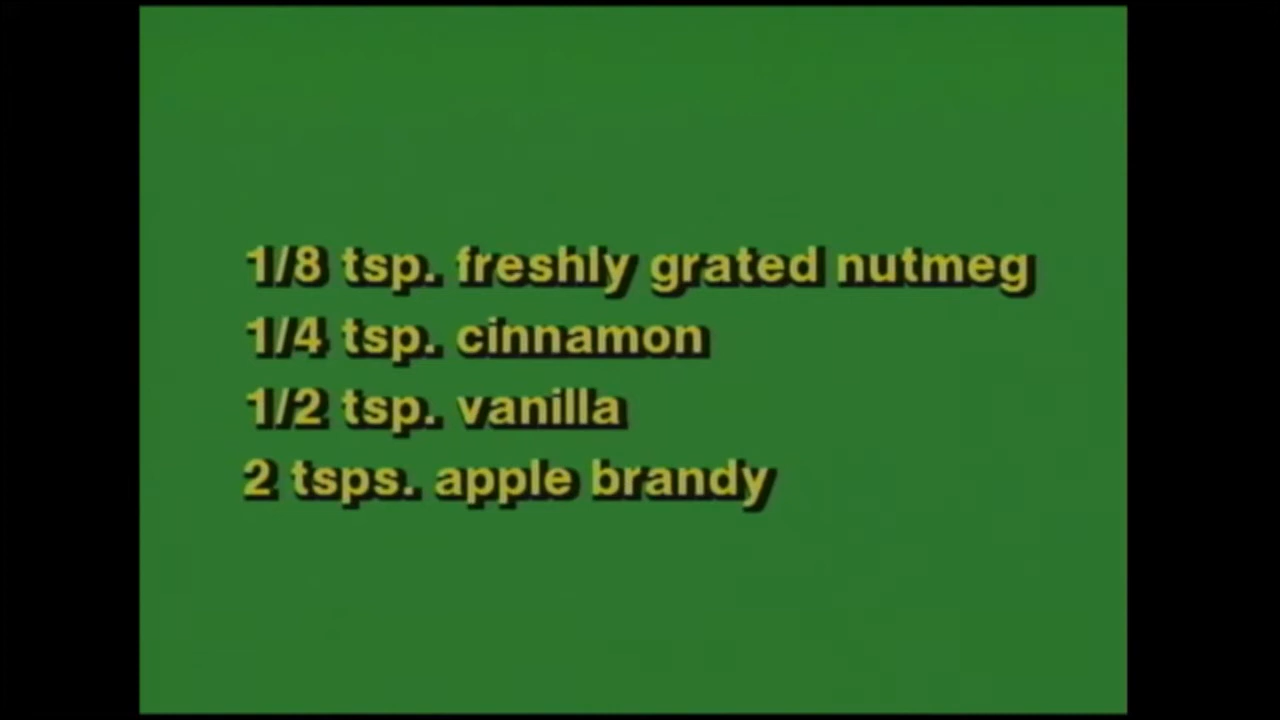 1/8 tsp. freshly grated nutmeg
1/4 tsp. cinnamon
1/2 tsp. vanilla
2 tsps. apple brandy